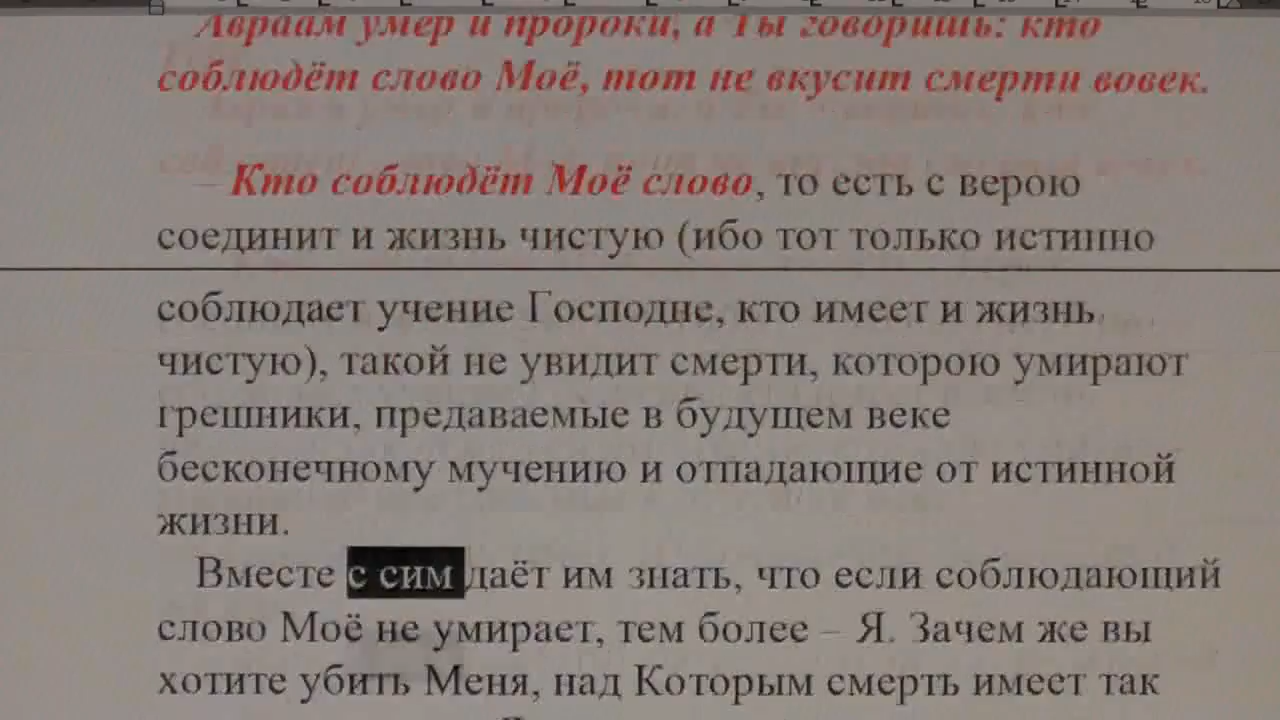 Авраам умер и пророки, а Ты говоришь: кто
соблюдёт слово Моё, тот не вкусит смерти вовек.
– Кто соблюдёт Моё слово, то есть с верою
соединит и жизнь чистую (ибо тот только истинно
соблюдает учение Господне, кто имеет и жизнь
чистую), такой не увидит смерти, которою умирают
грешники, предаваемые в будущем веке
бесконечному мучению и отпадающие от истинной
жизни.
Вместе с сим даёт им знать, что если соблюдающий
слово Моё не умирает, тем более – Я. Зачем же вы
хотите убить Меня, над Которым смерть имеет так